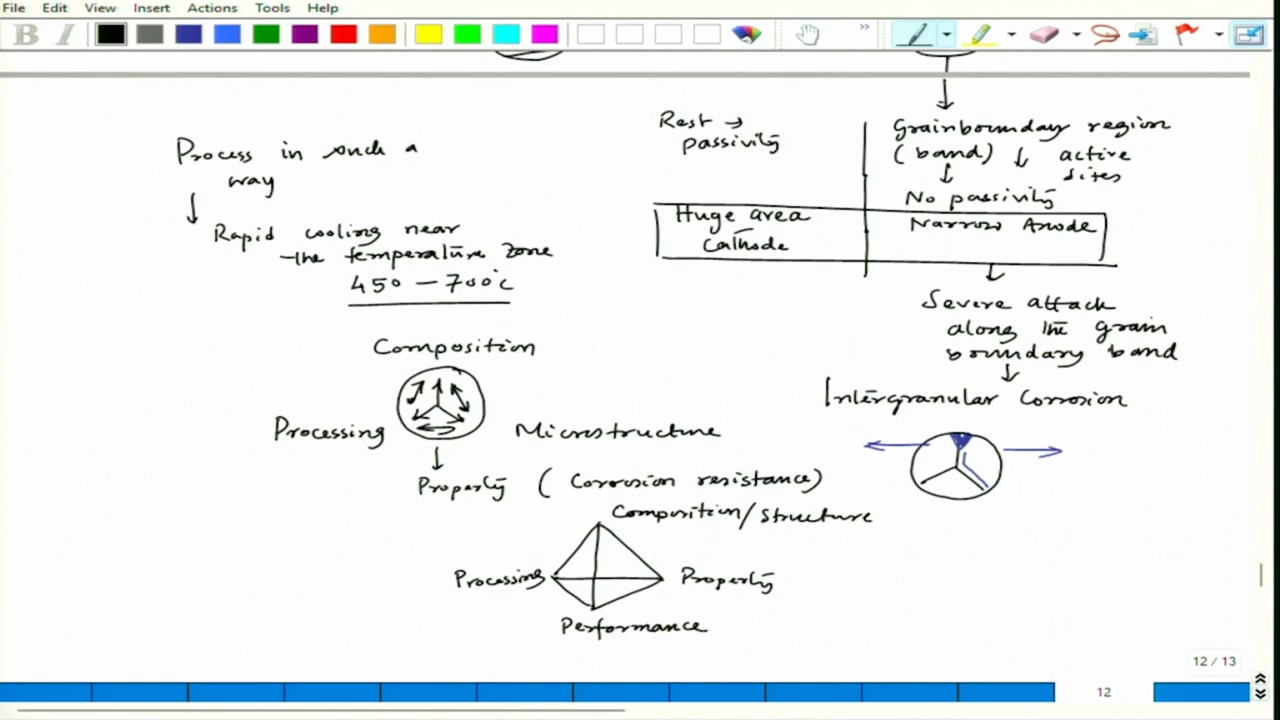 File Edit View Insert Actions Tools Help
B I
Process in such a
way
Rapid cooling near
the temperature zone
450 – 700°C
Rest →
passivity
Grainboundary region
(band) ↓ active
sites
↓
No passivity
Huge area
Cathode
Narrow Anode
Severe attack
along the grain
boundary band
Intergranular Corrosion
Composition
Processing
Microstructure
Property (Corrosion resistance)
Composition/structure
Processing
Property
Performance
12 / 13
12